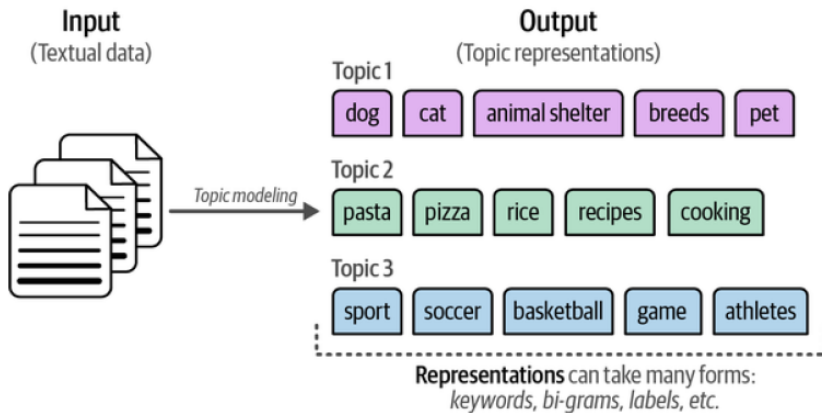 Input
(Textual data)
Topic modeling
Output
(Topic representations)
Topic 1
dog cat animal shelter breeds pet
Topic 2
pasta pizza rice recipes cooking
Topic 3
sport soccer basketball game athletes
Representations can take many forms:
keywords, bi-grams, labels, etc.